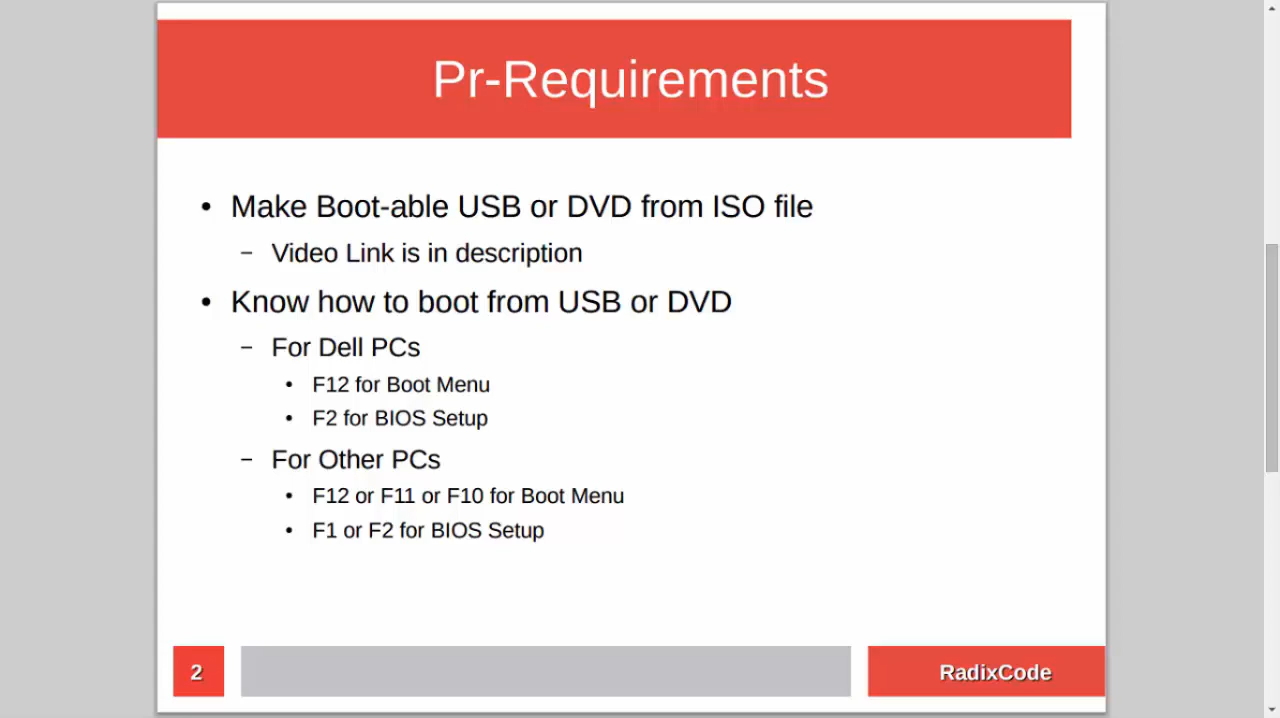 Pr-Requirements
• Make Boot-able USB or DVD from ISO file
– Video Link is in description
• Know how to boot from USB or DVD
– For Dell PCs
• F12 for Boot Menu
• F2 for BIOS Setup
– For Other PCs
• F12 or F11 or F10 for Boot Menu
• F1 or F2 for BIOS Setup
2
RadixCode